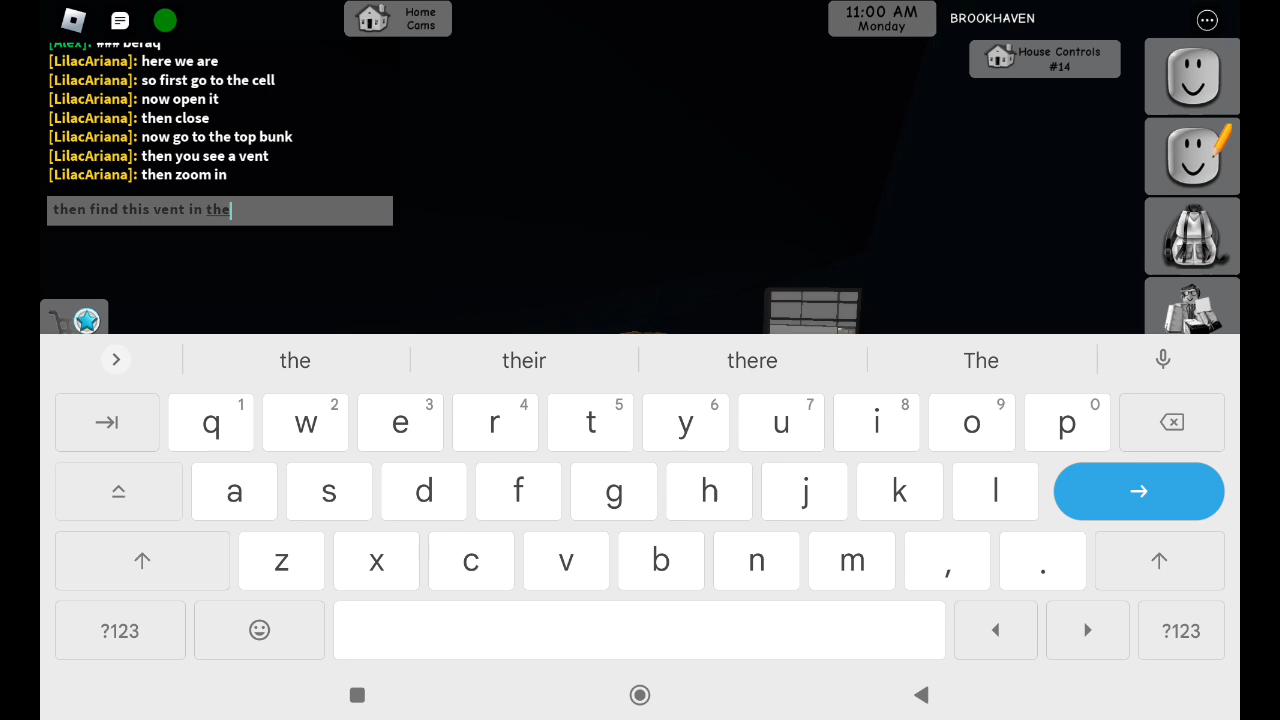 Home
Cams
11:00 AM
Monday
BROOKHAVEN
House Controls
#14
[Alex]: ### beraq
[LilacAriana]: here we are
[LilacAriana]: so first go to the cell
[LilacAriana]: now open it
[LilacAriana]: then close
[LilacAriana]: now go to the top bunk
[LilacAriana]: then you see a vent
[LilacAriana]: then zoom in
then find this vent in the
the their there The
q 1 w 2 e 3 r 4 t 5 y 6 u 7 i 8 o 9 p 0
a s d f g h j k l
z x c v b n m , .
?123 ?123